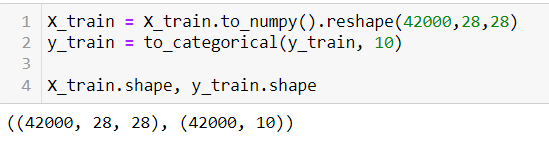 1 X_train = X_train.to_numpy().reshape(42000,28,28)
2 y_train = to_categorical(y_train, 10)
3
4 X_train.shape, y_train.shape
((42000, 28, 28), (42000, 10))